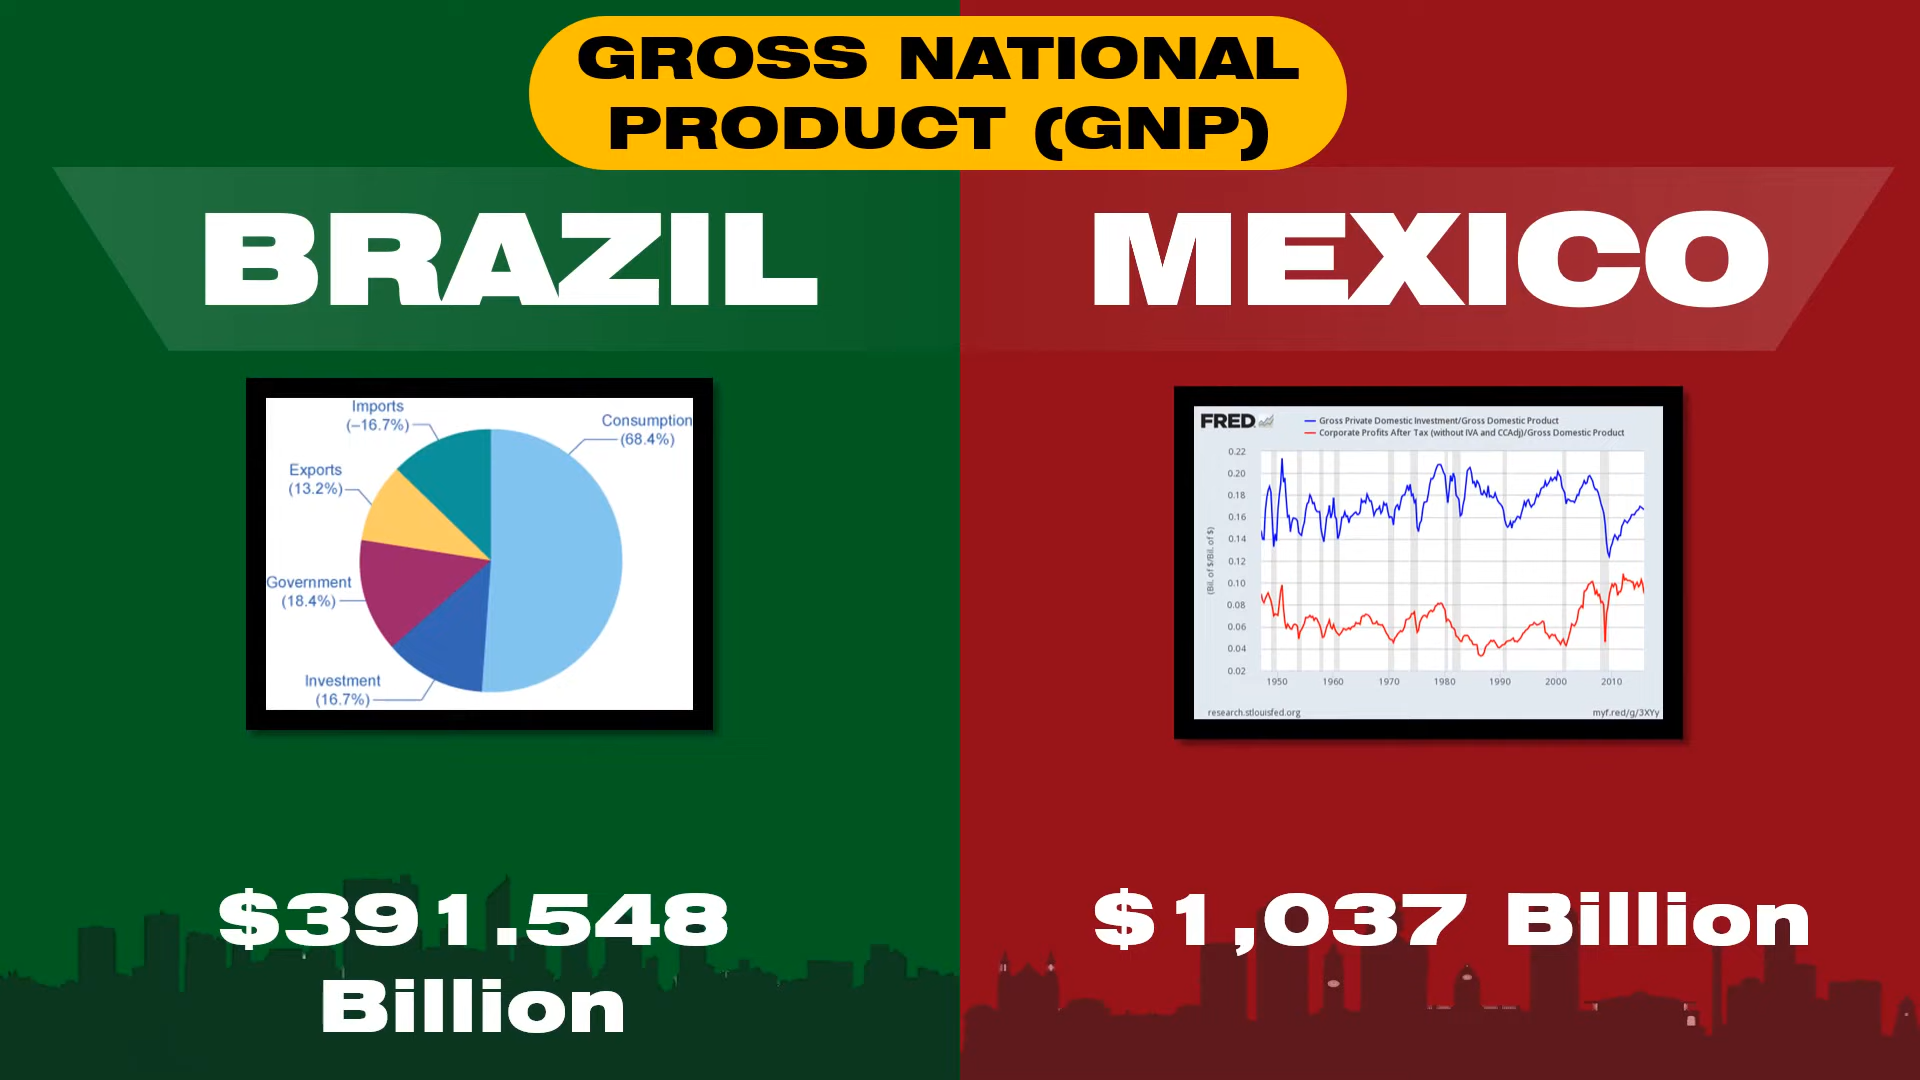 GROSS NATIONAL
PRODUCT (GNP)
BRAZIL
MEXICO
Imports
(–16.7%)
Consumption
(68.4%)
Exports
(13.2%)
Government
(18.4%)
Investment
(16.7%)
FRED
Gross Private Domestic Investment/Gross Domestic Product
Corporate Profits After Tax (without IVA and CCAdj)/Gross Domestic Product
0.22
0.20
0.18
0.16
0.14
0.12
0.10
0.08
0.06
0.04
0.02
(Bil. of $/Bil. of $)
1950 1960 1970 1980 1990 2000 2010
research.stlouisfed.org
myf.red/g/3XYy
$391.548
Billion
$1,037 Billion